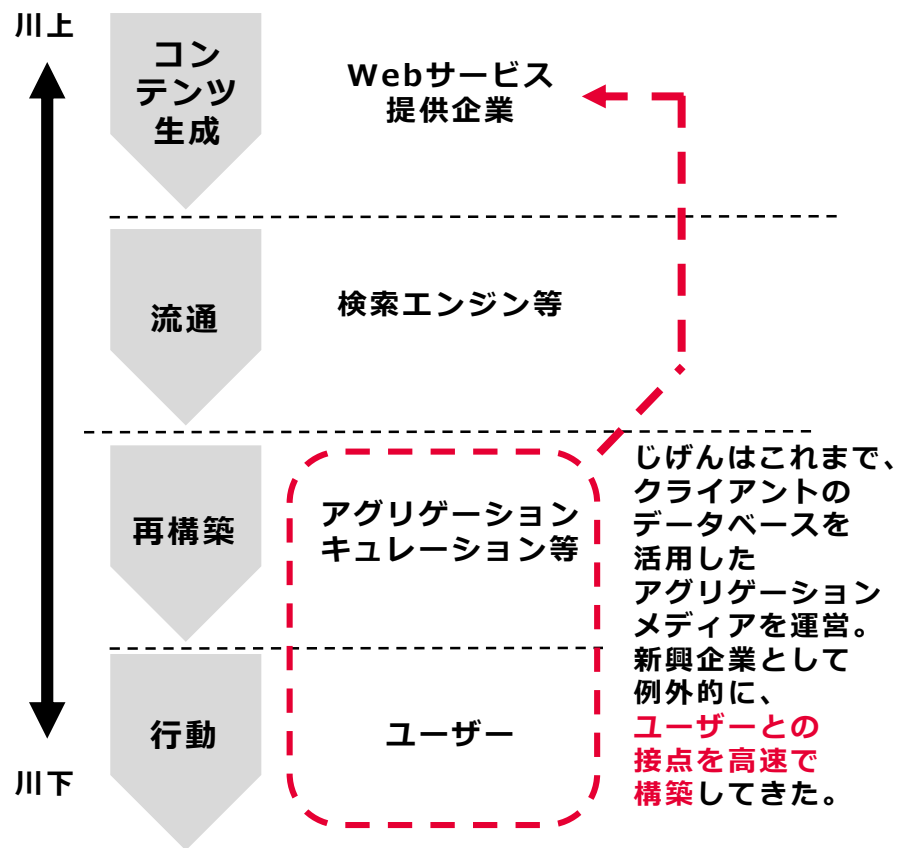 川上
コン
テンツ
生成
Webサービス
提供企業
流通
検索エンジン等
再構築
アグリゲーション
キュレーション等
じげんはこれまで、
クライアントの
データベースを
活用した
アグリゲーション
メディアを運営。
新興企業として
例外的に、
ユーザーとの
接点を高速で
構築してきた。
行動
ユーザー
川下